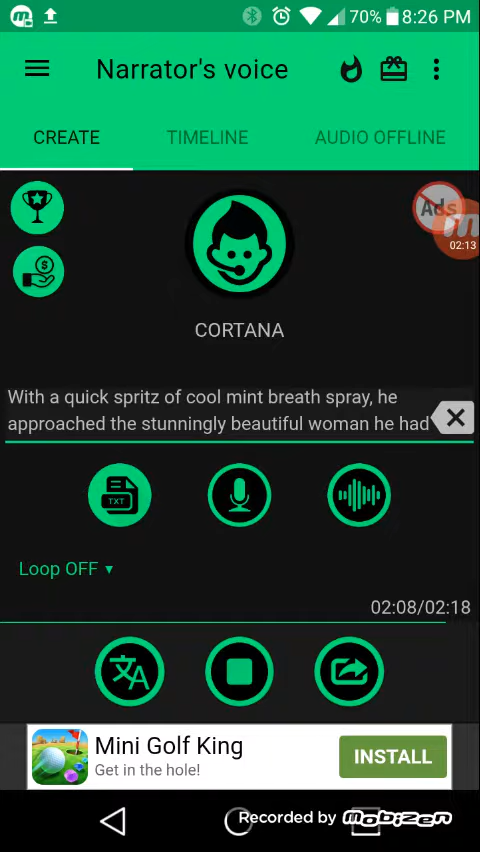 70% 8:26 PM
Narrator's voice
CREATE TIMELINE AUDIO OFFLINE
Ads
02:13
CORTANA
With a quick spritz of cool mint breath spray, he
approached the stunningly beautiful woman he had
TXT
Loop OFF
02:08/02:18
Mini Golf King
Get in the hole!
INSTALL
Recorded by Mobizen